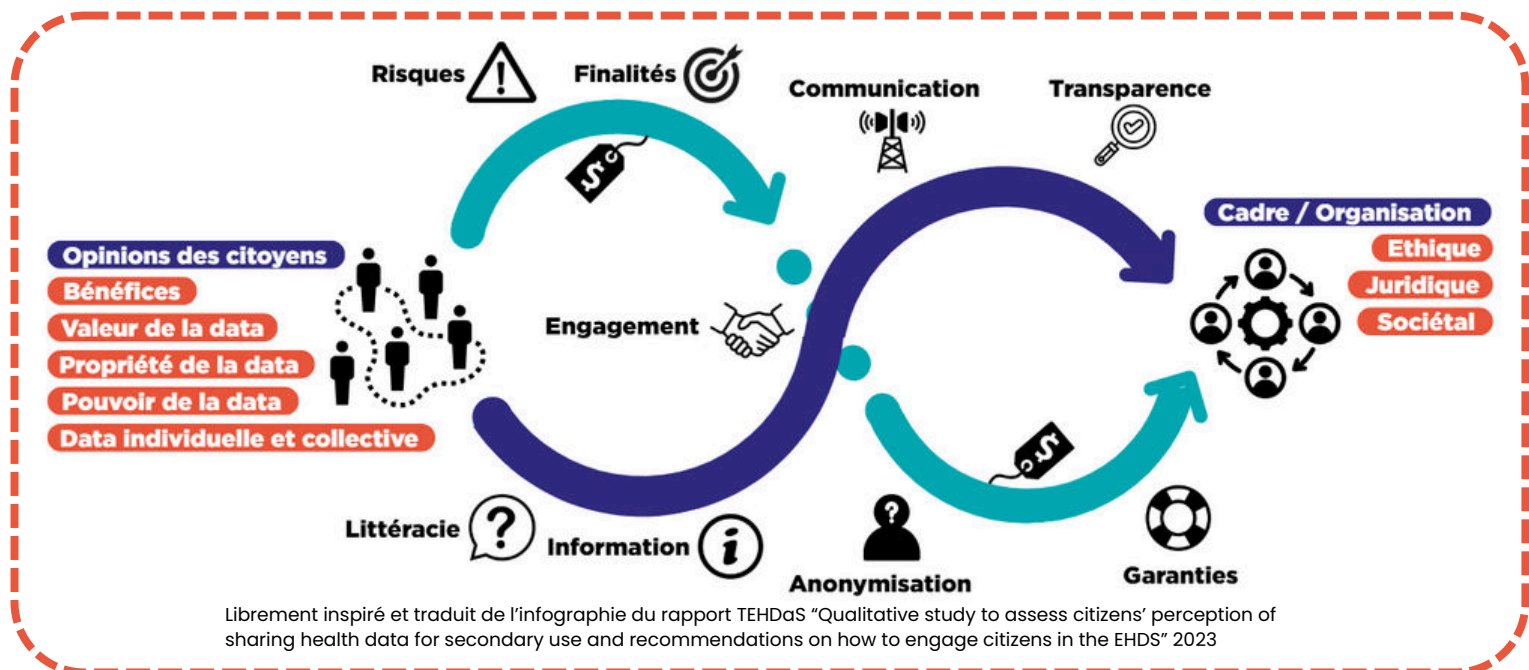 Risques
Finalités
Communication
Transparence
Cadre / Organisation
Ethique
Juridique
Sociétal
Opinions des citoyens
Bénéfices
Valeur de la data
Propriété de la data
Pouvoir de la data
Data individuelle et collective
Engagement
Littéracie
Information
Anonymisation
Garanties
Librement inspiré et traduit de l'infographie du rapport TEHDaS “Qualitative study to assess citizens’ perception of
sharing health data for secondary use and recommendations on how to engage citizens in the EHDS” 2023